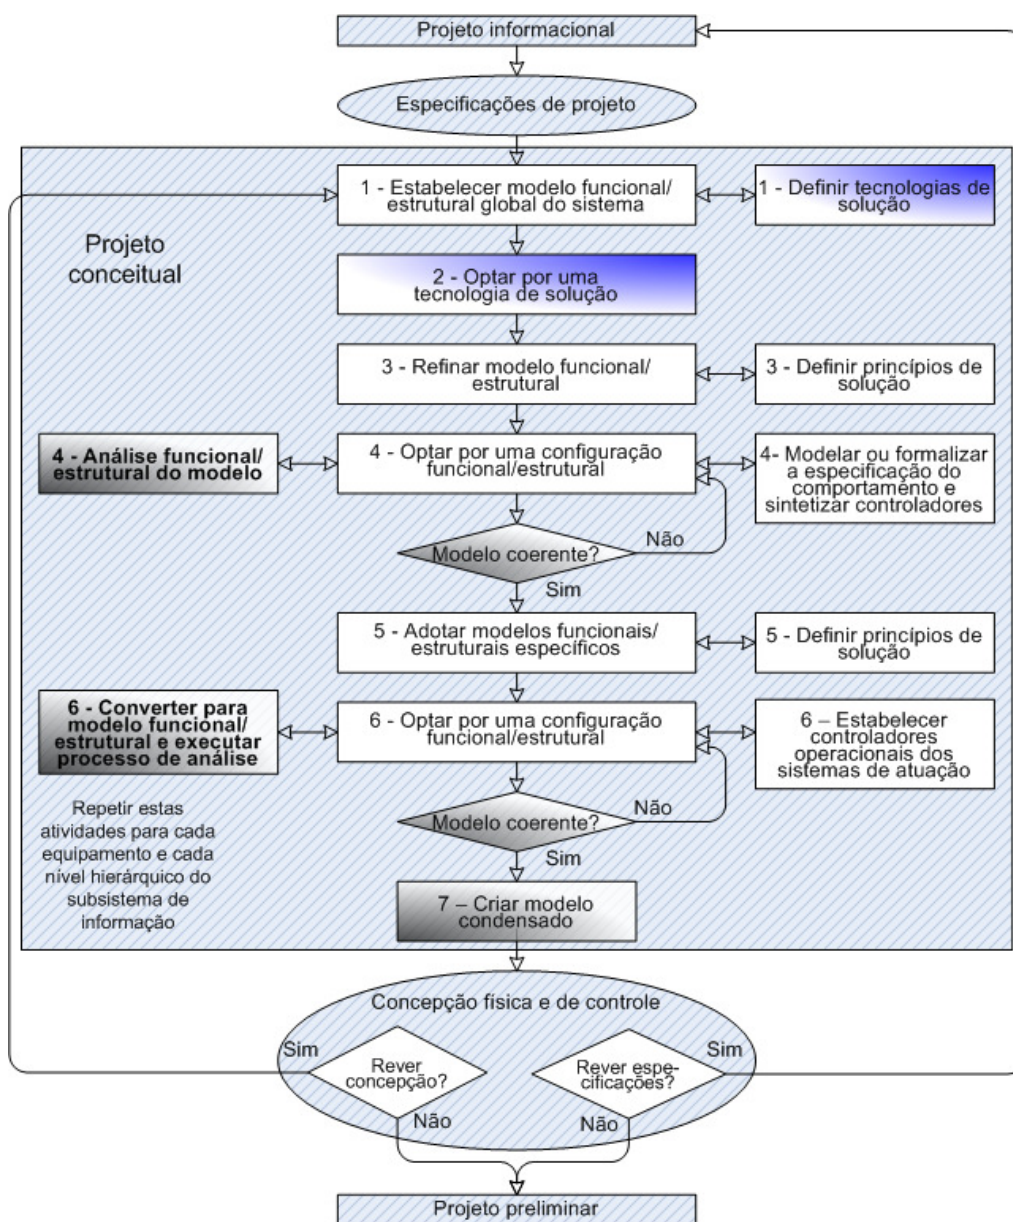 Projeto informacional
Especificações de projeto
Projeto
conceitual
1 - Estabelecer modelo funcional/
estrutural global do sistema
1 - Definir tecnologias de
solução
2 - Optar por uma
tecnologia de solução
3 - Refinar modelo funcional/
estrutural
3 - Definir princípios de
solução
4 - Análise funcional/
estrutural do modelo
4 - Optar por uma configuração
funcional/estrutural
4- Modelar ou formalizar
a especificação do
comportamento e
sintetizar controladores
Modelo coerente?
Não
Sim
5 - Adotar modelos funcionais/
estruturais específicos
5 - Definir princípios de
solução
6 - Converter para
modelo funcional/
estrutural e executar
processo de análise
6 - Optar por uma configuração
funcional/estrutural
6 – Estabelecer
controladores
operacionais dos
sistemas de atuação
Modelo coerente?
Não
Sim
Repetir estas
atividades para cada
equipamento e cada
nível hierárquico do
subsistema de
informação
7 – Criar modelo
condensado
Concepção física e de controle
Sim
Rever
concepção?
Não
Rever espe-
cificações?
Sim
Não
Projeto preliminar